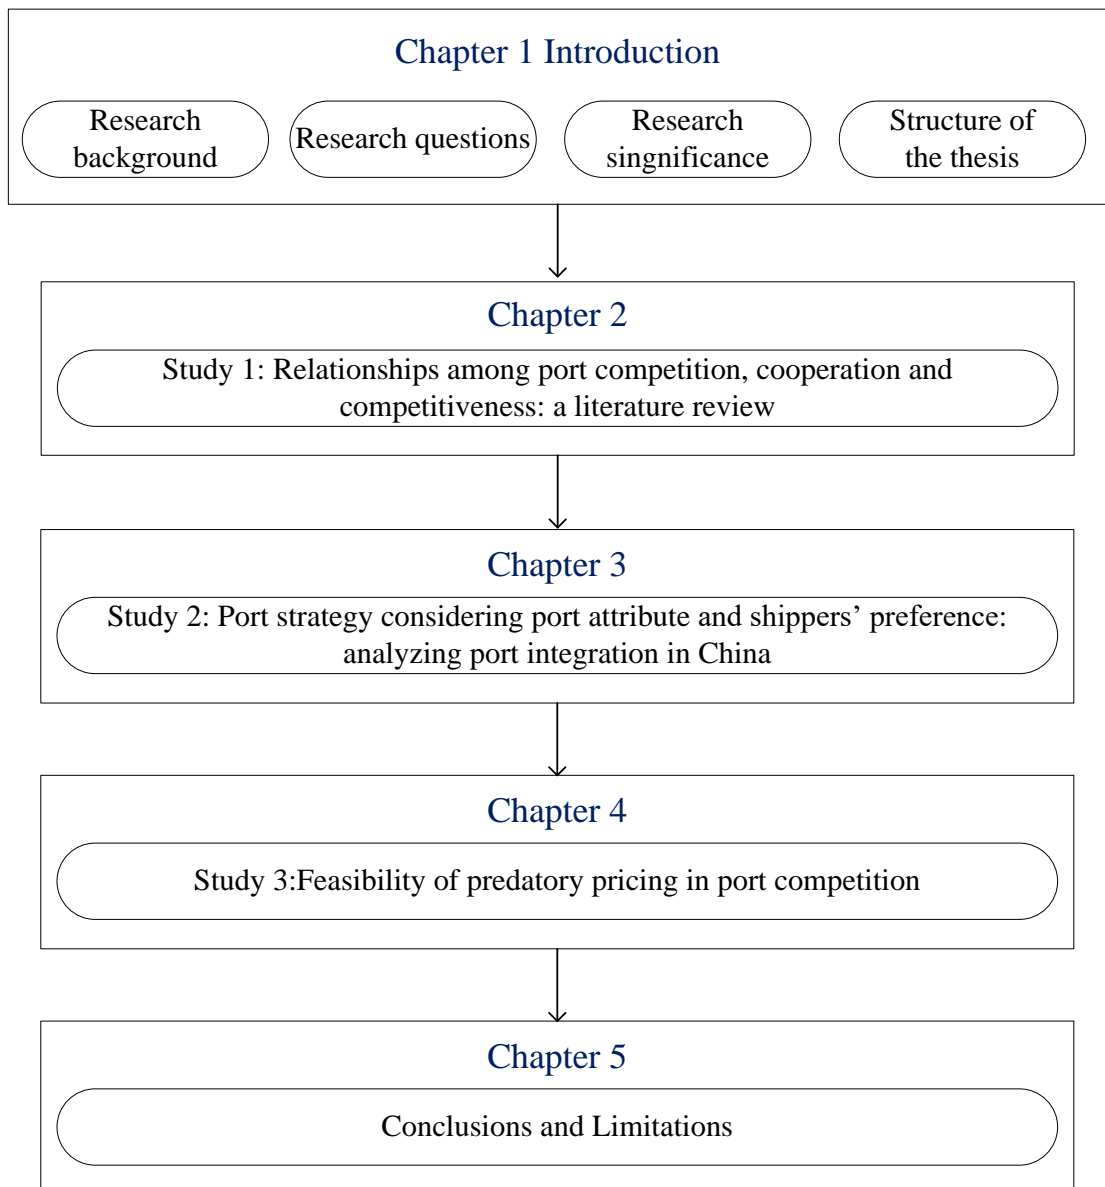 Chapter 1 Introduction
Research
background
Research questions
Research
singnificance
Structure of
the thesis
Chapter 2
Study 1: Relationships among port competition, cooperation and
competitiveness: a literature review
Chapter 3
Study 2: Port strategy considering port attribute and shippers’ preference:
analyzing port integration in China
Chapter 4
Study 3:Feasibility of predatory pricing in port competition
Chapter 5
Conclusions and Limitations